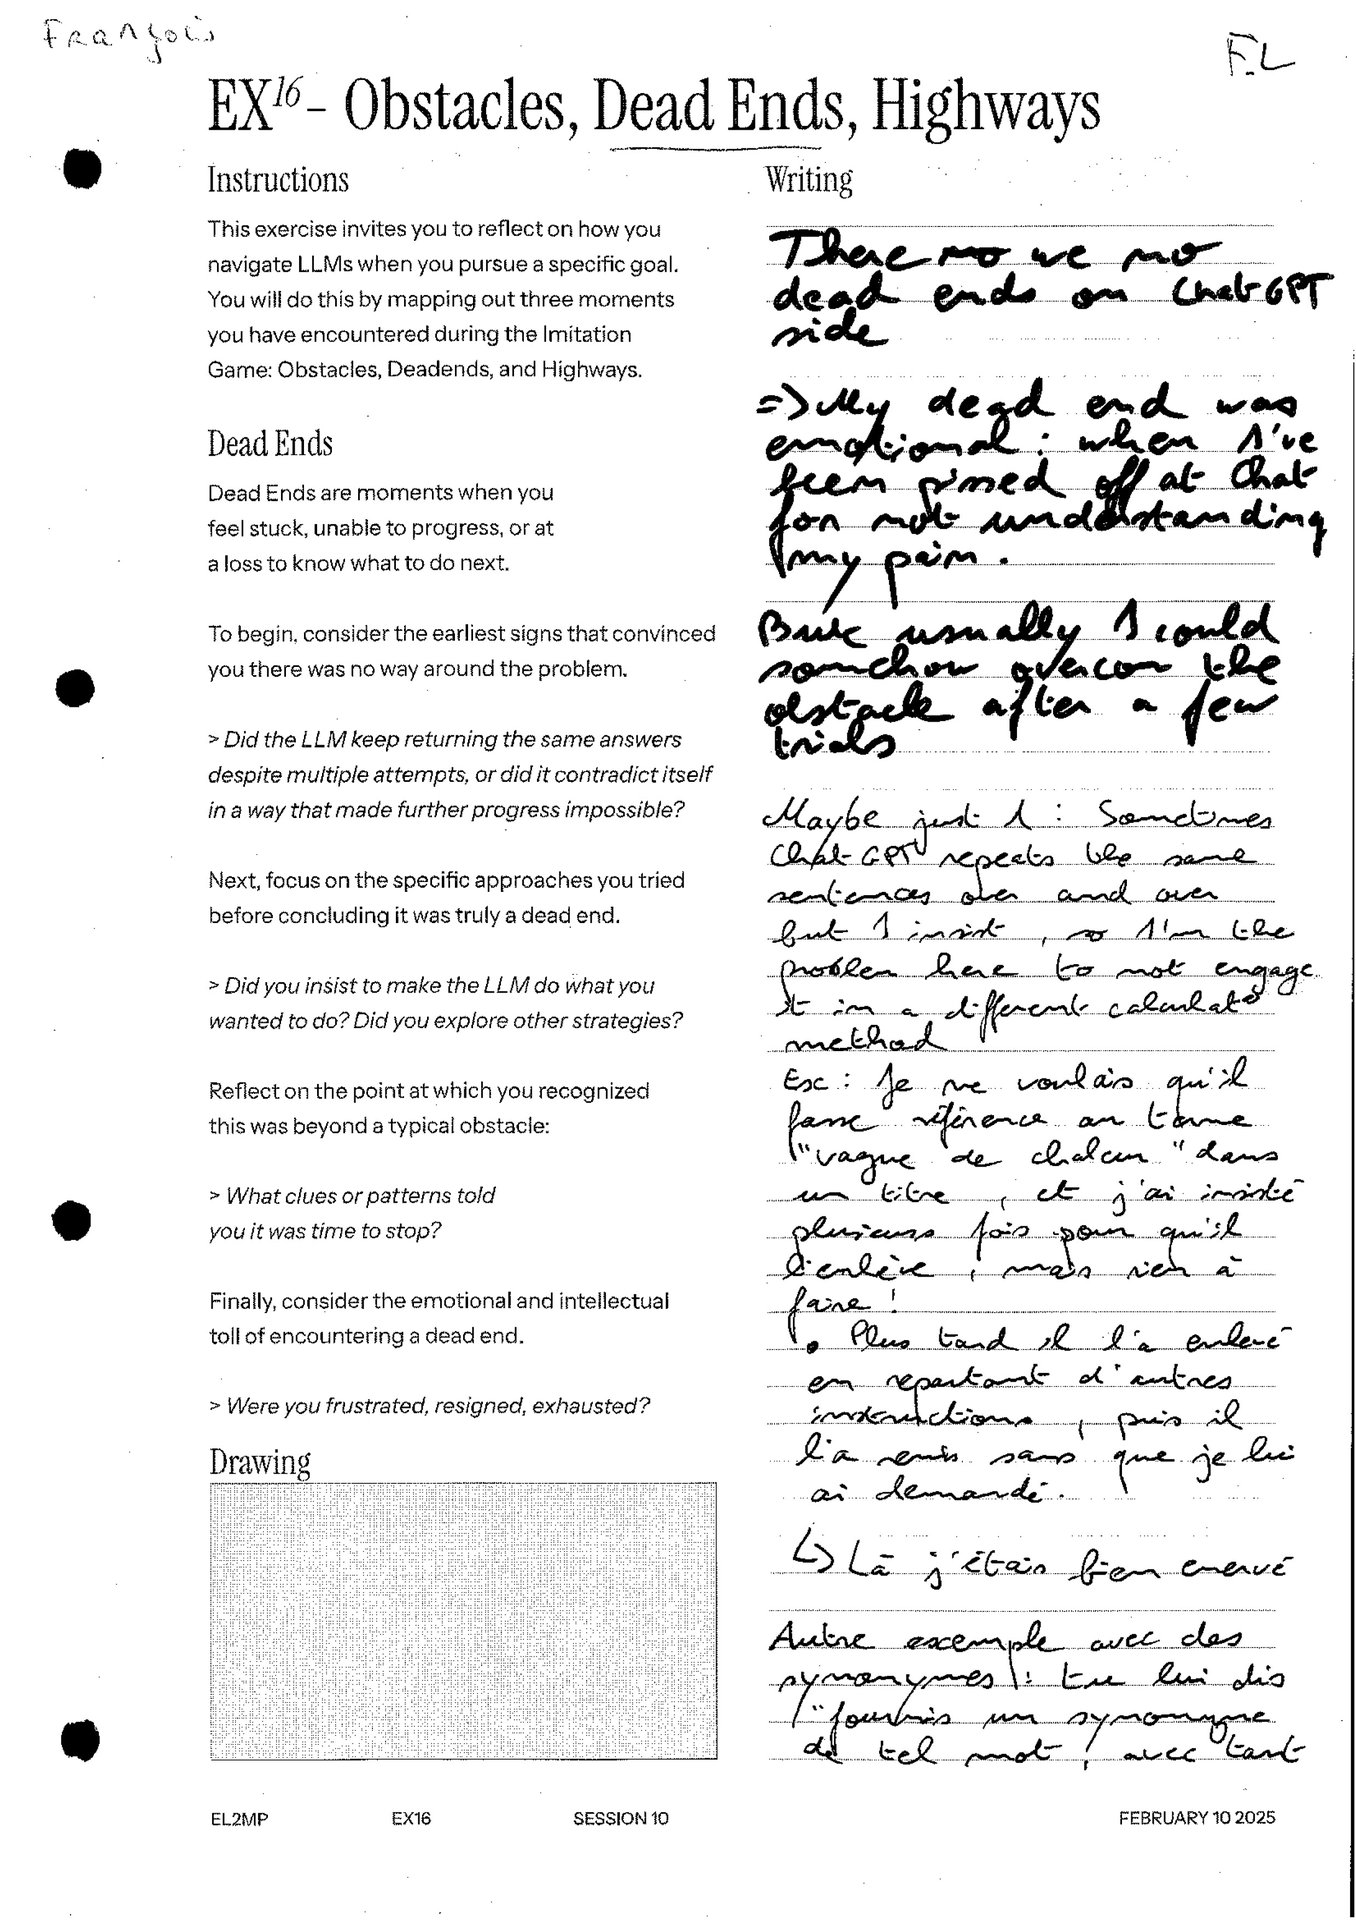 François
F.L
EX16 – Obstacles, Dead Ends, Highways
Instructions
This exercise invites you to reflect on how you
navigate LLMs when you pursue a specific goal.
You will do this by mapping out three moments
you have encountered during the Imitation
Game: Obstacles, Deadends, and Highways.
Dead Ends
Dead Ends are moments when you
feel stuck, unable to progress, or at
a loss to know what to do next.
To begin, consider the earliest signs that convinced
you there was no way around the problem.
> Did the LLM keep returning the same answers
despite multiple attempts, or did it contradict itself
in a way that made further progress impossible?
Next, focus on the specific approaches you tried
before concluding it was truly a dead end.
> Did you insist to make the LLM do what you
wanted to do? Did you explore other strategies?
Reflect on the point at which you recognized
this was beyond a typical obstacle:
> What clues or patterns told
you it was time to stop?
Finally, consider the emotional and intellectual
toll of encountering a dead end.
> Were you frustrated, resigned, exhausted?
Drawing
Writing
There no
dead ends on ChatGPT
side
=> My dead end was
emotional : when I've
been pissed off at Chat
for not understanding
my pain.
But usually I could
somehow overcom the
obstacle after a few
trials
Maybe just 1 : Sometimes
ChatGPT repeats the same
sentences over and over
but I insist, so I'm the
problem here to not engage
it in a different calculato
method
Ex : Je ne voulais qu'il
fasse référence au terme
"vague de chaleur" dans
un titre, et j'ai insisté
plusieurs fois pour qu'il
l'enlève, mais rien à
faire !
• Plus tard il l'a enlevé
en repartant d'autres
instructions, puis il
l'a remis sans que je lui
ai demandé.
↳ Là j'étais bien enervé
Autre exemple avec des
synonymes : tu lui dis
"fournis un synonyme
de tel mot, avec tant
EL2MP
EX16
SESSION 10
FEBRUARY 10 2025